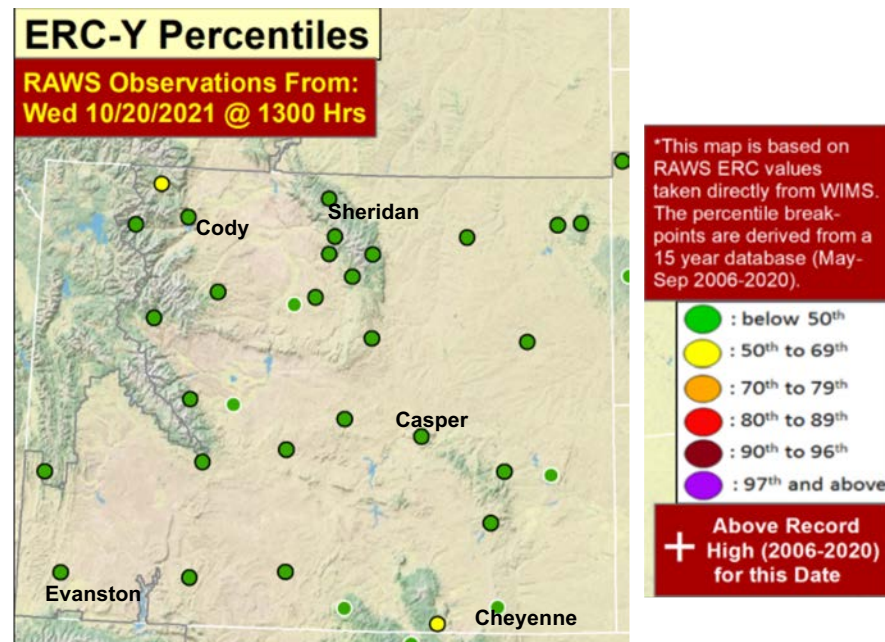 ERC-Y Percentiles
RAWS Observations From:
Wed 10/20/2021 @ 1300 Hrs
Sheridan
Cody
Casper
Evanston
Cheyenne
*This map is based on
RAWS ERC values
taken directly from WIMS.
The percentile break-
points are derived from a
15 year database (May-
Sep 2006-2020).
: below 50th
: 50th to 69th
: 70th to 79th
: 80th to 89th
: 90th to 96th
: 97th and above
+ Above Record
High (2006-2020)
for this Date